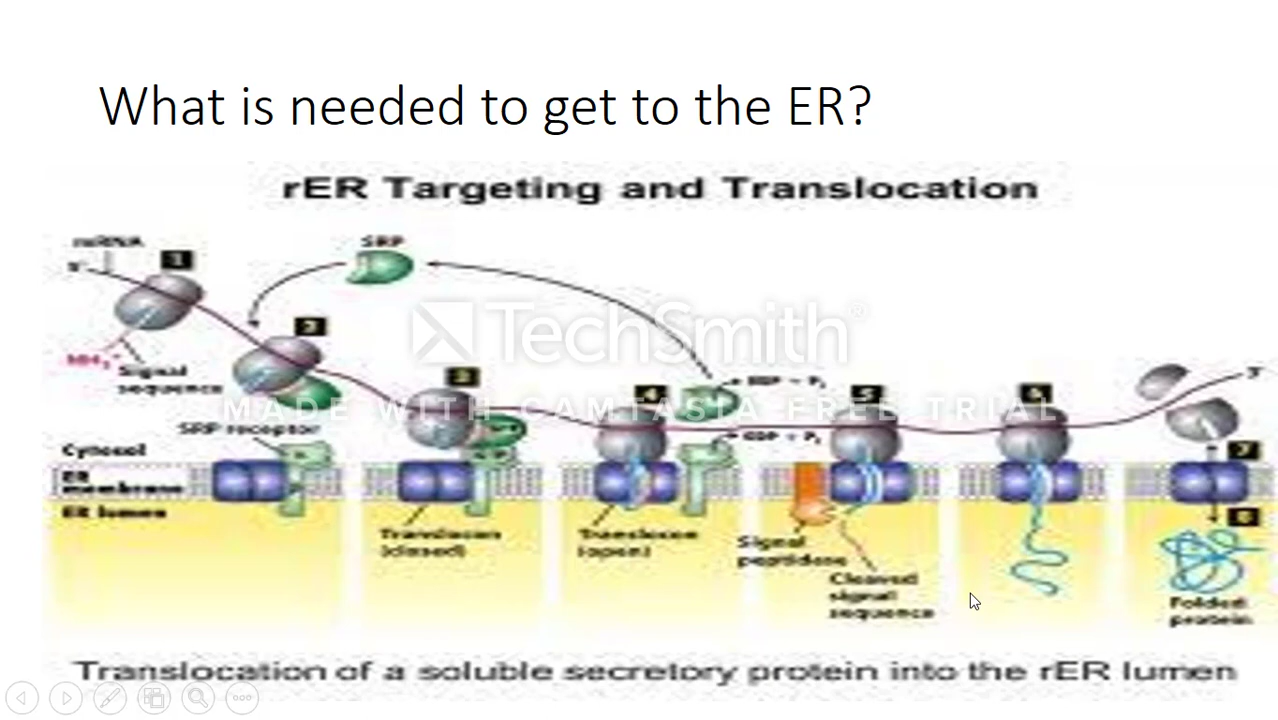 What is needed to get to the ER?
rER Targeting and Translocation
mRNA
SRP
1
5'
2
NH3+
Signal
sequence
3
4
5
6
3'
TechSmith®
MADE WITH CAMTASIA FREE TRIAL
SRP receptor
Cytosol
ER
membrane
ER lumen
7
8
Translocon
(closed)
Translocon
(open)
Signal
peptidase
Cleaved
signal
sequence
Folded
protein
Translocation of a soluble secretory protein into the rER lumen